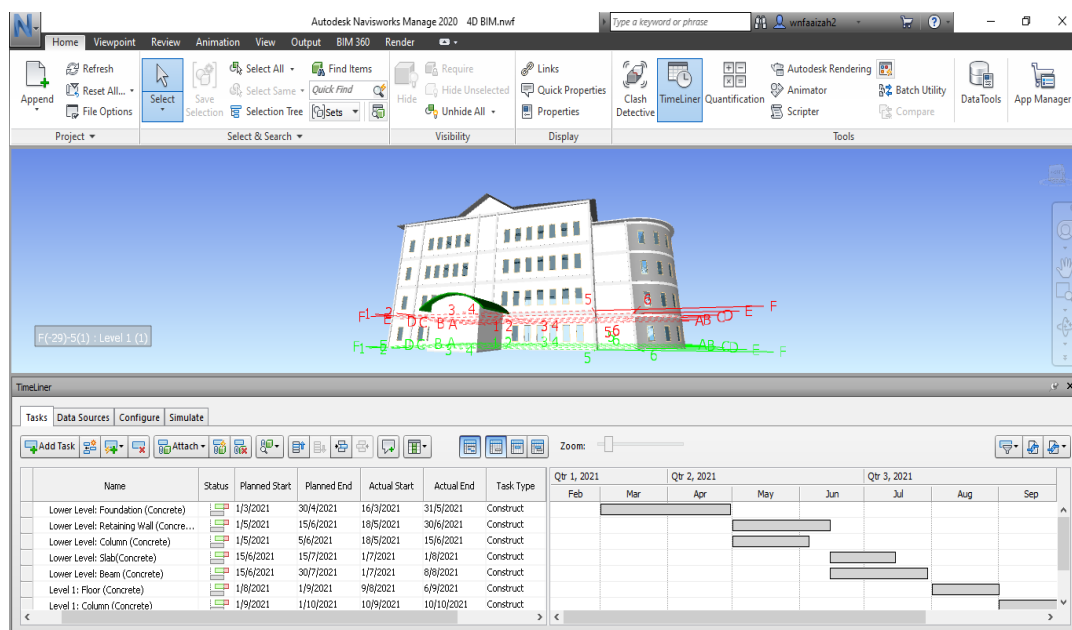 Autodesk Navisworks Manage 2020 4D BIM.nwf
Type a keyword or phrase
wnfaaizah2
Home Viewpoint Review Animation View Output BIM 360 Render
Append
Refresh
Reset All...
File Options
Project
Select
Save Selection
Select All
Select Same
Selection Tree
Find Items
Quick Find
Sets
Select & Search
Hide
Require
Hide Unselected
Unhide All
Visibility
Links
Quick Properties
Properties
Display
Clash Detective
TimeLiner
Quantification
Autodesk Rendering
Animator
Scripter
Batch Utility
Compare
DataTools
App Manager
Tools
F(-29)-5(1) : Level 1 (1)
TimeLiner
Tasks Data Sources Configure Simulate
Add Task Attach Zoom:
Name Status Planned Start Planned End Actual Start Actual End Task Type
Qtr 1, 2021 Qtr 2, 2021 Qtr 3, 2021
Feb Mar Apr May Jun Jul Aug Sep
Lower Level: Foundation (Concrete) 1/3/2021 30/4/2021 16/3/2021 31/5/2021 Construct
Lower Level: Retaining Wall (Concre... 1/5/2021 15/6/2021 18/5/2021 30/6/2021 Construct
Lower Level: Column (Concrete) 1/5/2021 5/6/2021 18/5/2021 15/6/2021 Construct
Lower Level: Slab(Concrete) 15/6/2021 15/7/2021 1/7/2021 1/8/2021 Construct
Lower Level: Beam (Concrete) 15/6/2021 30/7/2021 1/7/2021 8/8/2021 Construct
Level 1: Floor (Concrete) 1/8/2021 1/9/2021 9/8/2021 6/9/2021 Construct
Level 1: Column (Concrete) 1/9/2021 1/10/2021 10/9/2021 10/10/2021 Construct